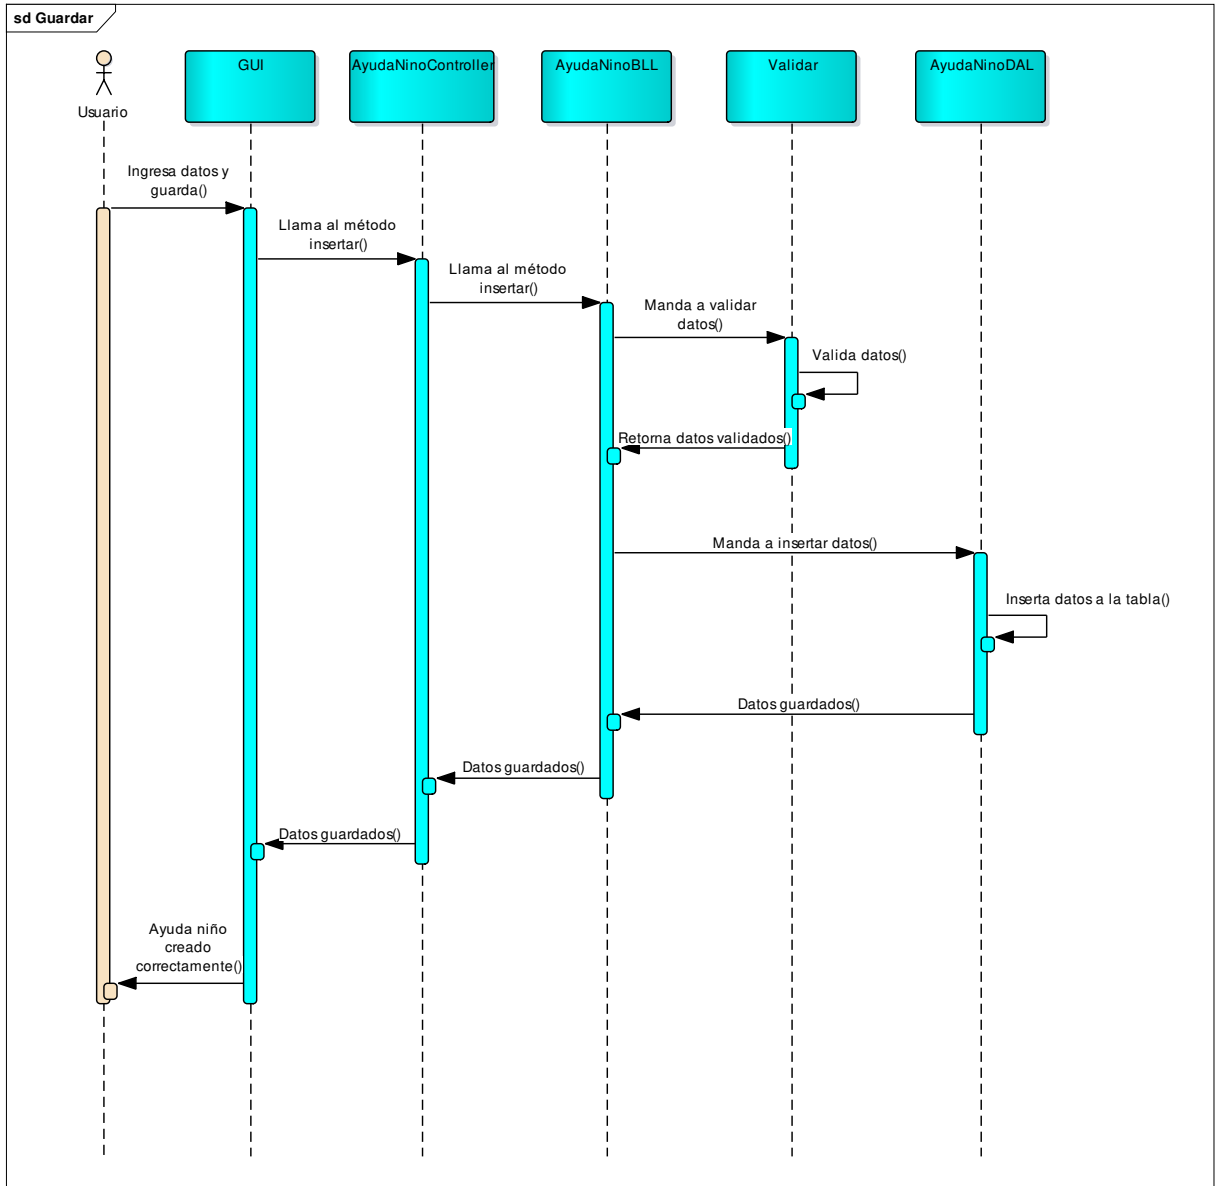 sd Guardar
Usuario
GUI
AyudaNinoController
AyudaNinoBLL
Validar
AyudaNinoDAL
Ingresa datos y
guarda()
Llama al método
insertar()
Llama al método
insertar()
Manda a validar
datos()
Valida datos()
Retorna datos validados()
Manda a insertar datos()
Inserta datos a la tabla()
Datos guardados()
Datos guardados()
Datos guardados()
Ayuda niño
creado
correctamente()